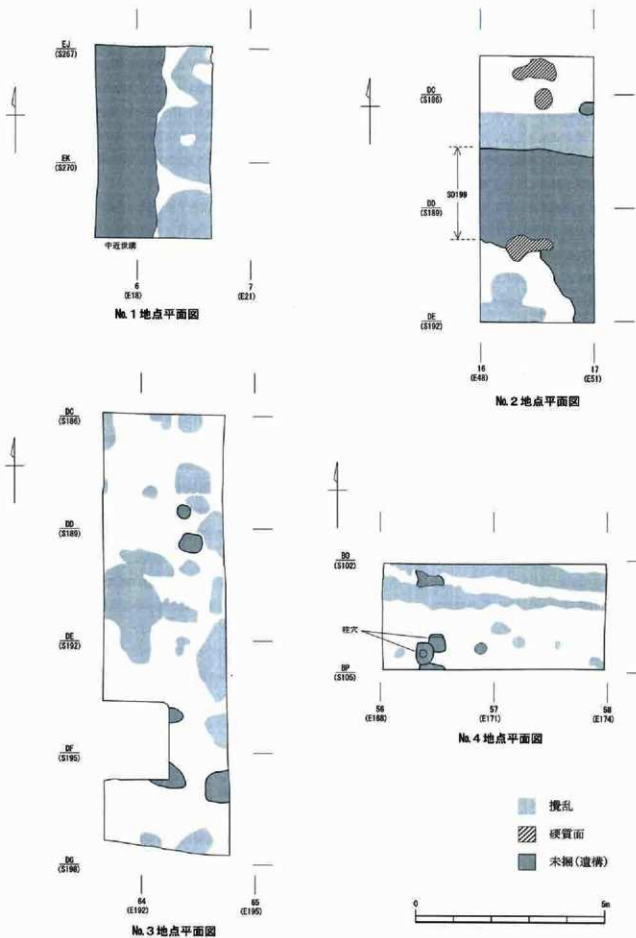 EJ
(S267)
EK
(S270)
中近世溝
6
(E18)
7
(E21)
No.1 地点平面図
DC
(S186)
SD199
DD
(S189)
DE
(S192)
16
(E48)
17
(E51)
No.2 地点平面図
DC
(S186)
DD
(S189)
DE
(S192)
DF
(S195)
DG
(S198)
64
(E192)
65
(E195)
No.3 地点平面図
BO
(S102)
柱穴
BP
(S105)
56
(E168)
57
(E171)
58
(E174)
No.4 地点平面図
攪乱
硬質面
未掘(遺構)
0
5m